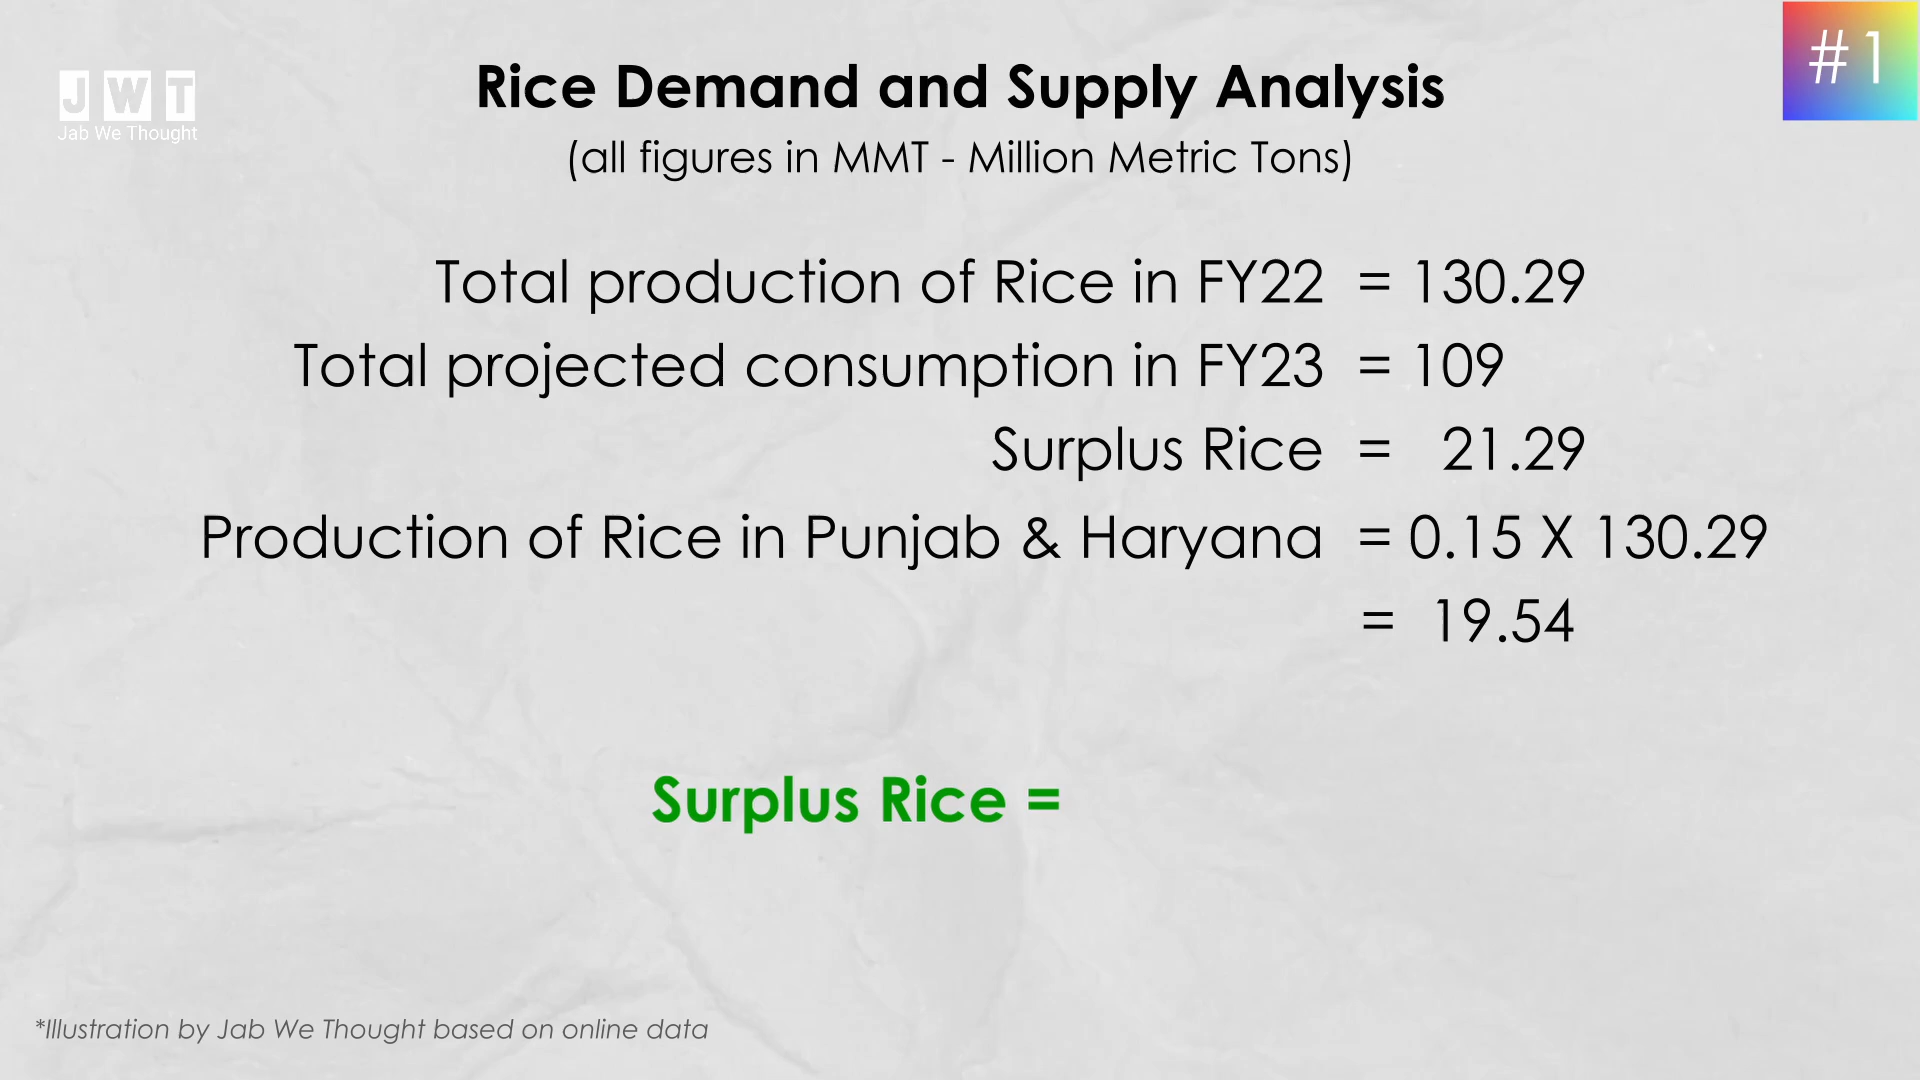 #1
JWT
Jab We Thought
Rice Demand and Supply Analysis
(all figures in MMT - Million Metric Tons)
Total production of Rice in FY22 = 130.29
Total projected consumption in FY23 = 109
Surplus Rice = 21.29
Production of Rice in Punjab & Haryana = 0.15 X 130.29
= 19.54
Surplus Rice =
*Illustration by Jab We Thought based on online data